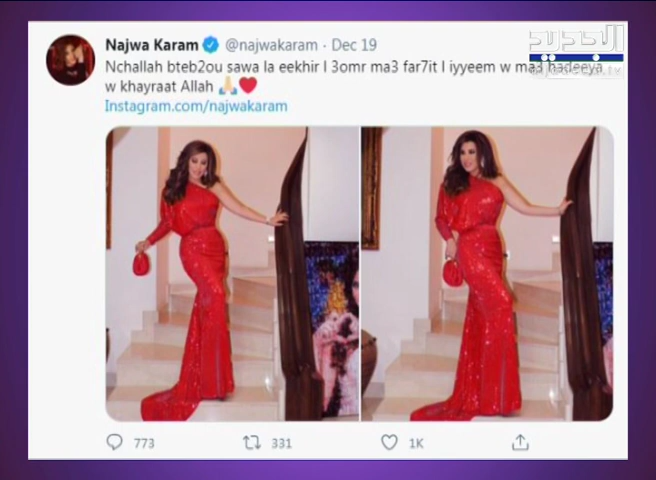 Najwa Karam @najwakaram · Dec 19
الجديد
Nchallah bteb2ou sawa la eekhir l 3omr ma3 far7it l iyyeem w ma3 hadeeya
w khayraat Allah 🙏🏻❤️
Instagram.com/najwakaram
773 331 1K